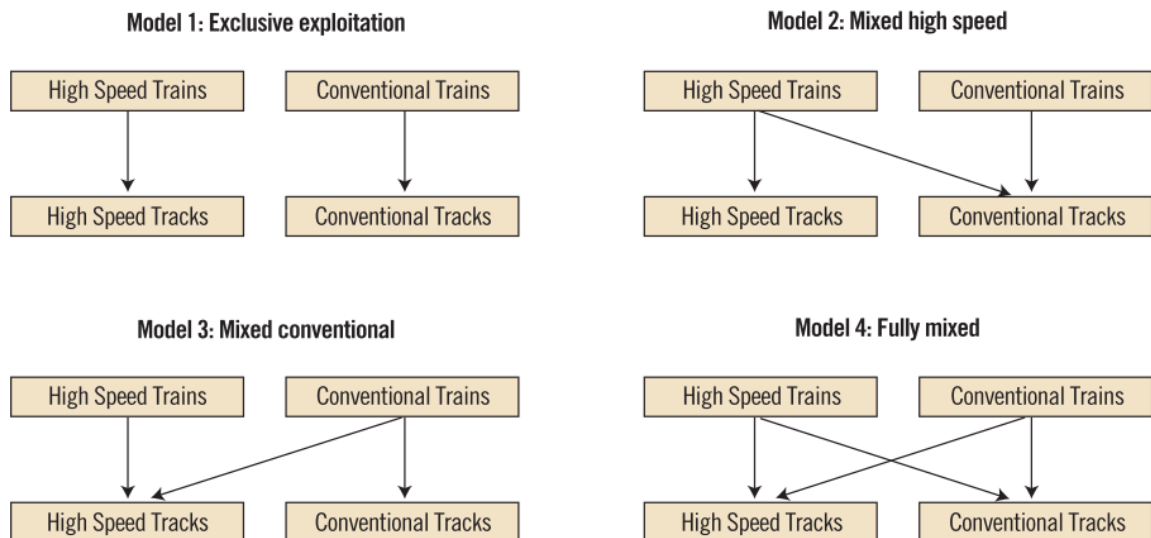 Model 1: Exclusive exploitation
High Speed Trains
Conventional Trains
High Speed Tracks
Conventional Tracks
Model 2: Mixed high speed
High Speed Trains
Conventional Trains
High Speed Tracks
Conventional Tracks
Model 3: Mixed conventional
High Speed Trains
Conventional Trains
High Speed Tracks
Conventional Tracks
Model 4: Fully mixed
High Speed Trains
Conventional Trains
High Speed Tracks
Conventional Tracks